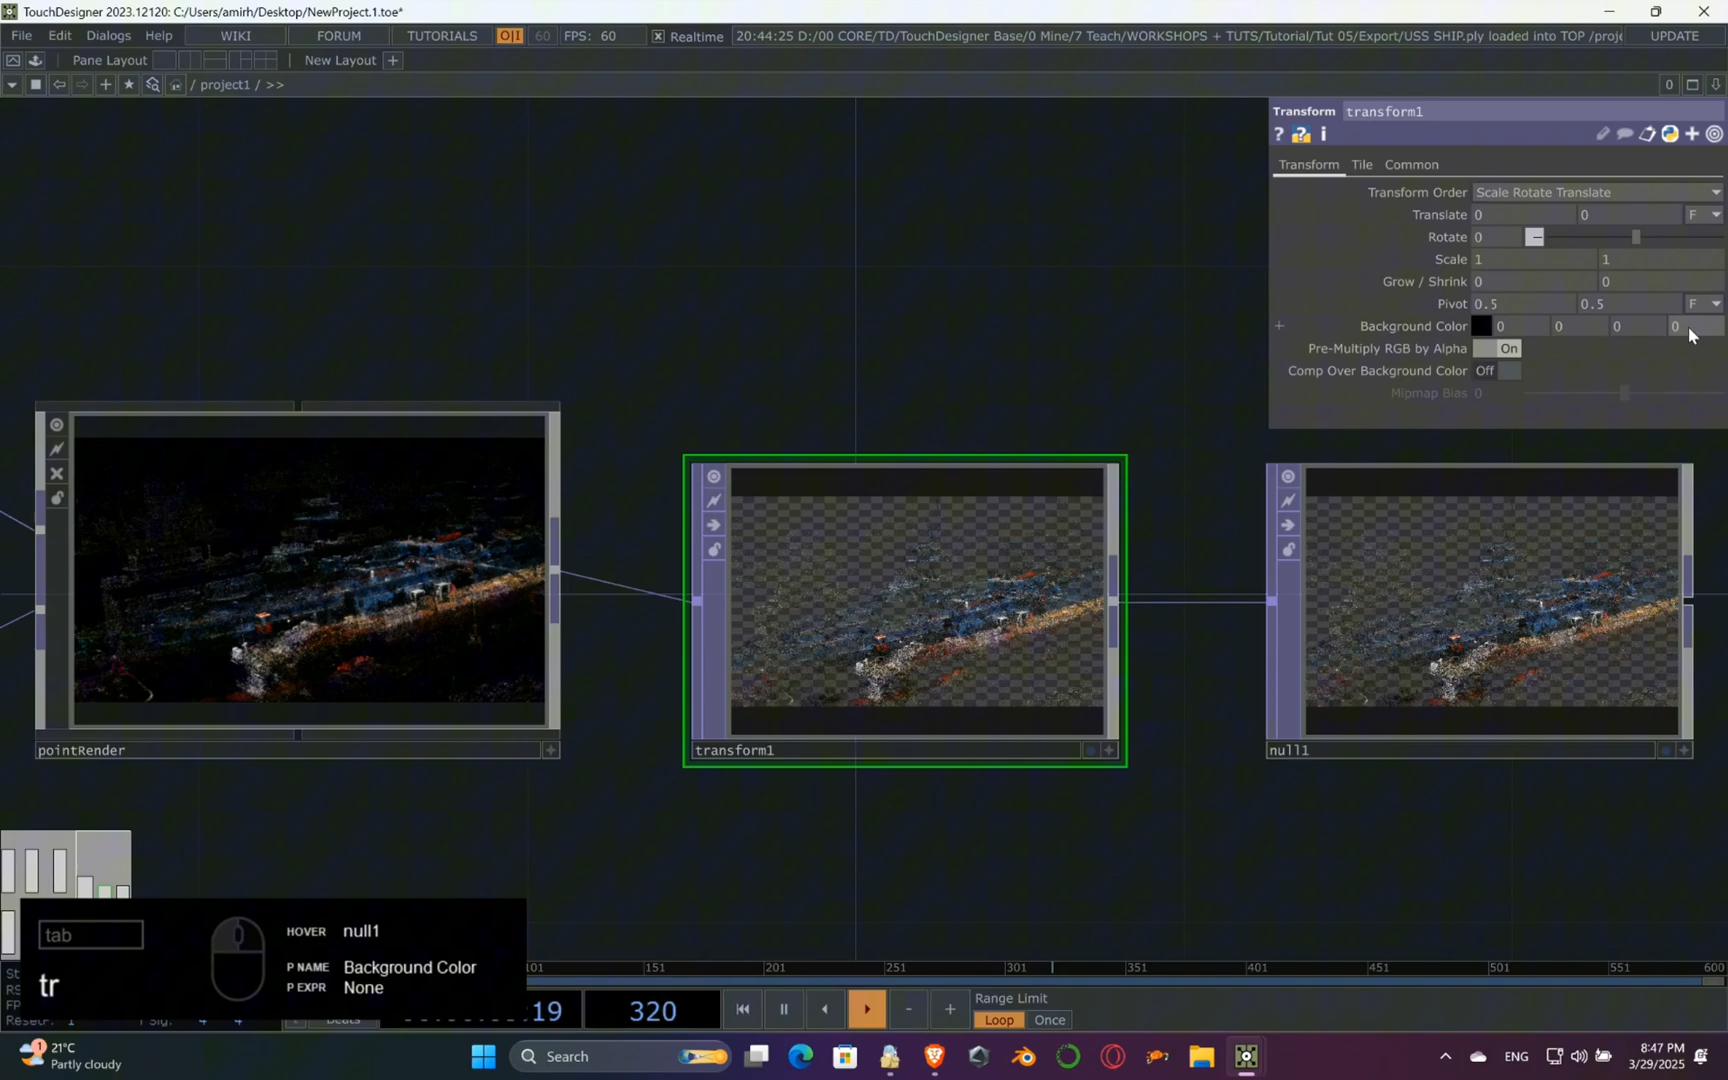 TouchDesigner 2023.12120: C:/Users/amirh/Desktop/NewProject.1.toe*
File Edit Dialogs Help WIKI FORUM TUTORIALS O|I 60 FPS: 60 Realtime 20:44:25 D:/00 CORE/TD/TouchDesigner Base/0 Mine/7 Teach/WORKSHOPS + TUTS/Tutorial/Tut 05/Export/USS SHIP.ply loaded into TOP /proj UPDATE
Pane Layout New Layout +
/ project1 / >> 0
Transform transform1
? ? i
Transform Tile Common
Transform Order Scale Rotate Translate
Translate 0 0 F
Rotate 0
Scale 1 1
Grow / Shrink 0 0
Pivot 0.5 0.5 F
+ Background Color 0 0 0 0
Pre-Multiply RGB by Alpha On
Comp Over Background Color Off
Mipmap Bias 0
pointRender
transform1
null1
tab
tr
HOVER null1
P NAME Background Color
P EXPR None
101 151 201 251 301 351 401 451 501 551 600
19 320
Range Limit
Loop Once
Beats
21°C
Partly cloudy
1
Search
ENG
8:47 PM
3/29/2025